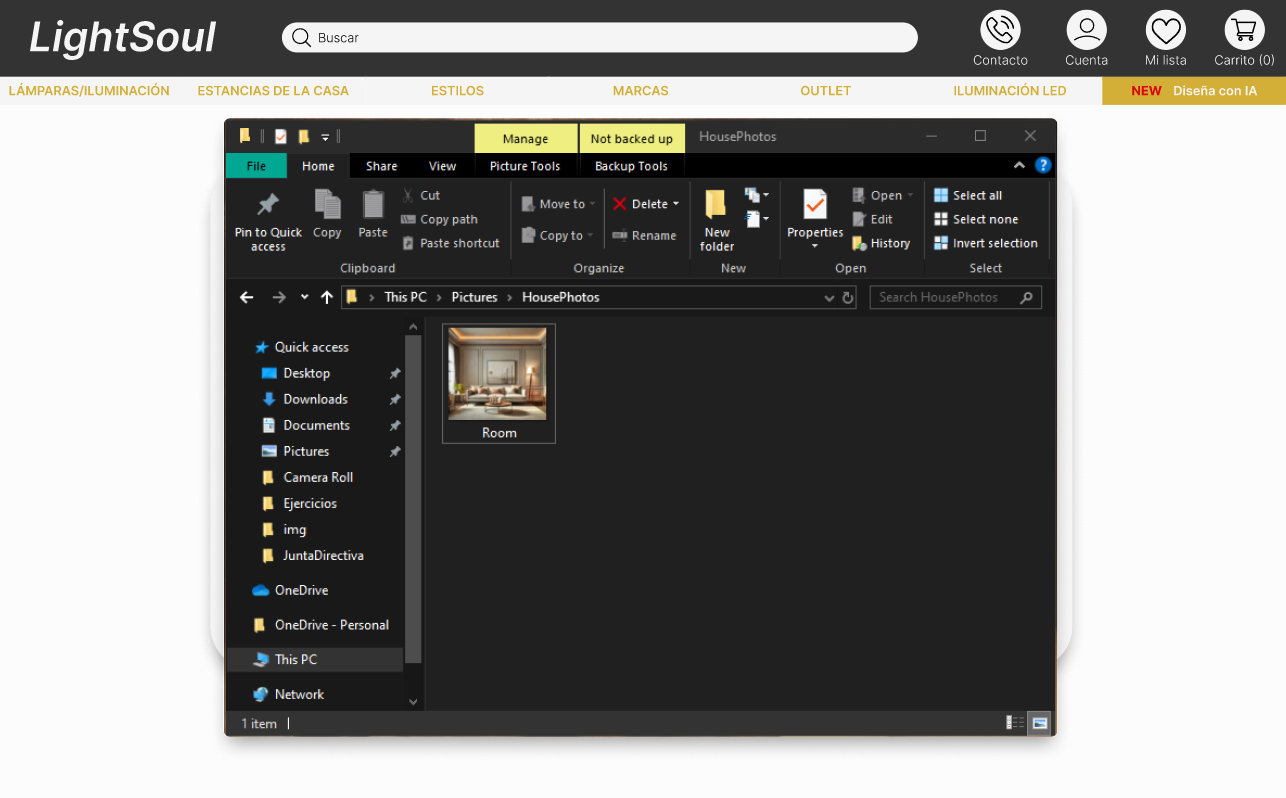 LightSoul
Buscar
Contacto
Cuenta
Mi lista
Carrito (0)
LÁMPARAS/ILUMINACIÓN
ESTANCIAS DE LA CASA
ESTILOS
MARCAS
OUTLET
ILUMINACIÓN LED
NEW Diseña con IA
Manage
Not backed up
HousePhotos
File
Home
Share
View
Picture Tools
Backup Tools
Pin to Quick
access
Copy
Paste
Cut
Copy path
Paste shortcut
Clipboard
Move to
Copy to
Delete
Rename
Organize
New
folder
New
Properties
Open
Edit
History
Open
Select all
Select none
Invert selection
Select
This PC
Pictures
HousePhotos
Search HousePhotos
Quick access
Desktop
Downloads
Documents
Pictures
Camera Roll
Ejercicios
img
JuntaDirectiva
OneDrive
OneDrive - Personal
This PC
Network
Room
1 item